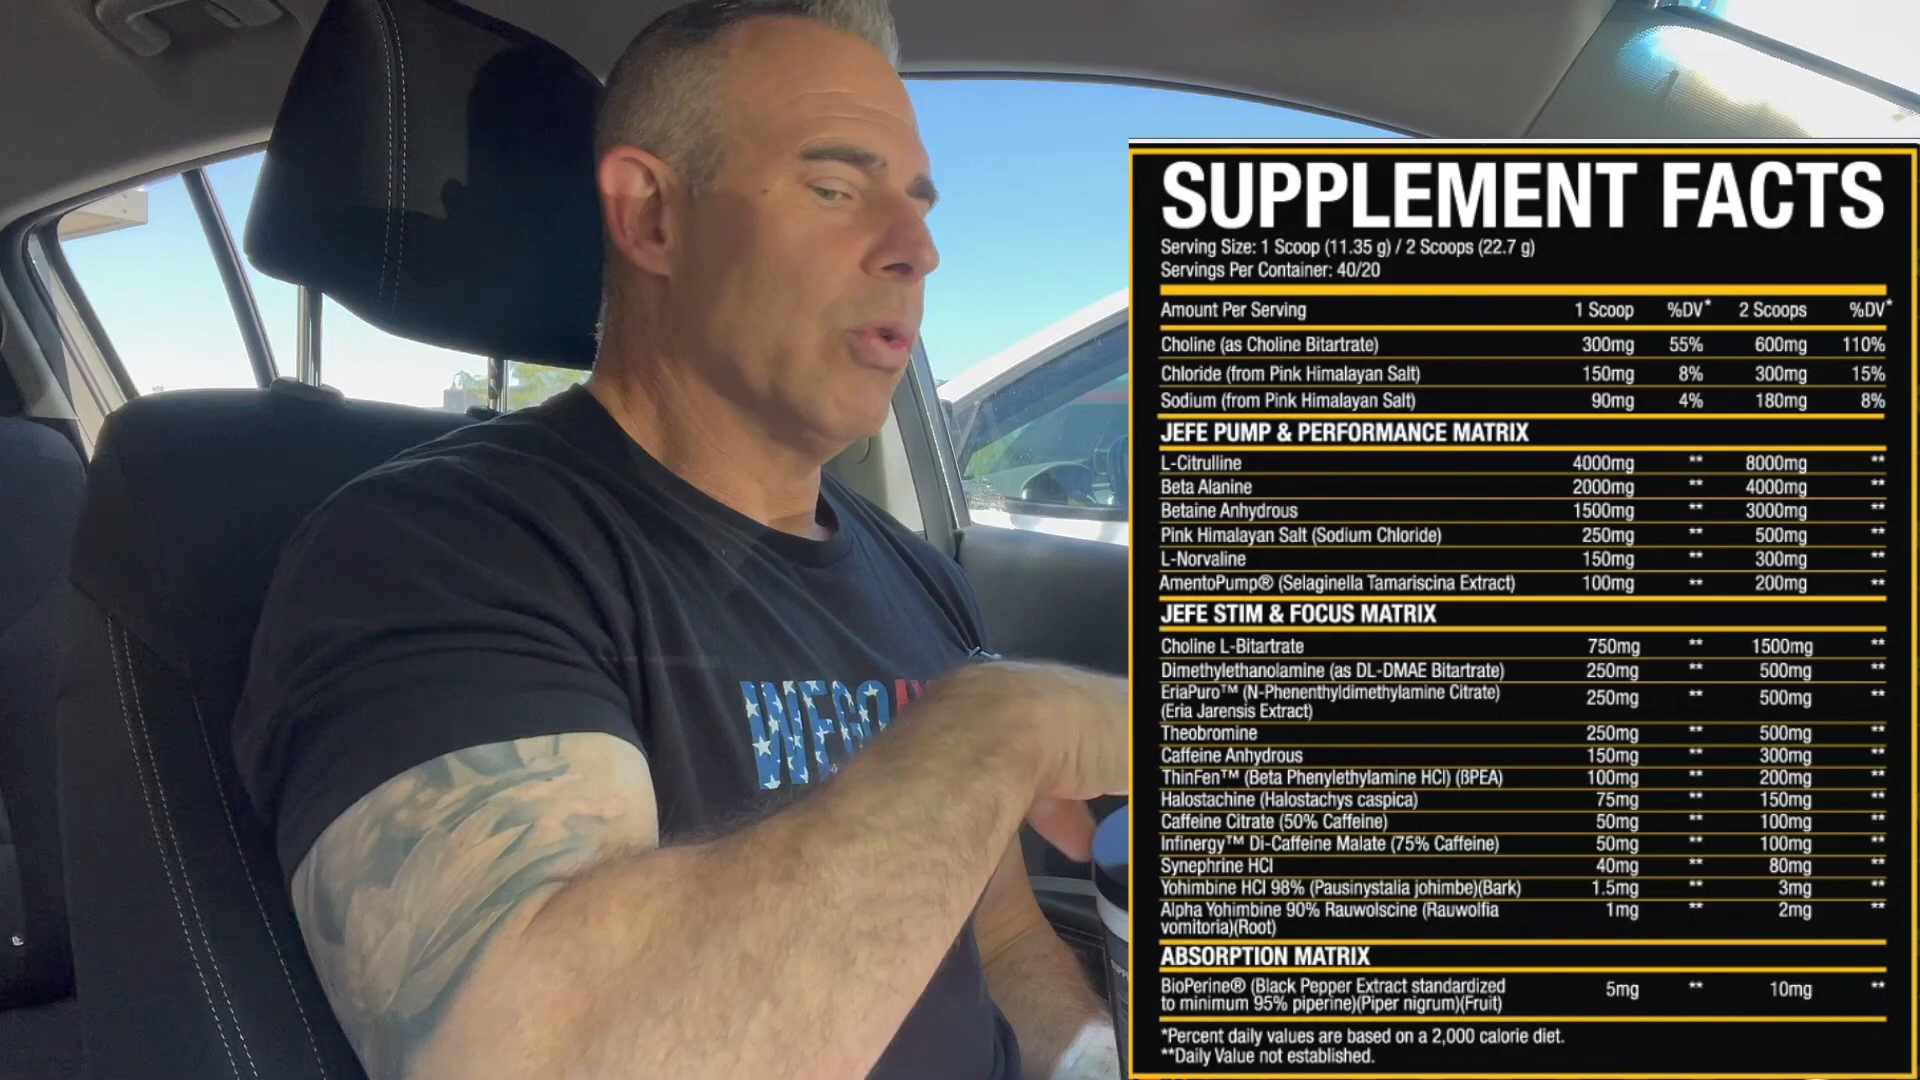 SUPPLEMENT FACTS
Serving Size: 1 Scoop (11.35 g) / 2 Scoops (22.7 g)
Servings Per Container: 40/20
Amount Per Serving 1 Scoop %DV* 2 Scoops %DV*
Choline (as Choline Bitartrate) 300mg 55% 600mg 110%
Chloride (from Pink Himalayan Salt) 150mg 8% 300mg 15%
Sodium (from Pink Himalayan Salt) 90mg 4% 180mg 8%
JEFE PUMP & PERFORMANCE MATRIX
L-Citrulline 4000mg ** 8000mg **
Beta Alanine 2000mg ** 4000mg **
Betaine Anhydrous 1500mg ** 3000mg **
Pink Himalayan Salt (Sodium Chloride) 250mg ** 500mg **
L-Norvaline 150mg ** 300mg **
AmentoPump® (Selaginella Tamariscina Extract) 100mg ** 200mg **
JEFE STIM & FOCUS MATRIX
Choline L-Bitartrate 750mg ** 1500mg **
Dimethylethanolamine (as DL-DMAE Bitartrate) 250mg ** 500mg **
EriaPuro™ (N-Phenenthyldimethylamine Citrate)
(Eria Jarensis Extract) 250mg ** 500mg **
Theobromine 250mg ** 500mg **
Caffeine Anhydrous 150mg ** 300mg **
ThinFen™ (Beta Phenylethylamine HCl) (ßPEA) 100mg ** 200mg **
Halostachine (Halostachys caspica) 75mg ** 150mg **
Caffeine Citrate (50% Caffeine) 50mg ** 100mg **
Infinergy™ Di-Caffeine Malate (75% Caffeine) 50mg ** 100mg **
Synephrine HCl 40mg ** 80mg **
Yohimbine HCl 98% (Pausinystalia johimbe)(Bark) 1.5mg ** 3mg **
Alpha Yohimbine 90% Rauwolscine (Rauwolfia 1mg ** 2mg **
vomitoria)(Root)
ABSORPTION MATRIX
BioPerine® (Black Pepper Extract standardized
to minimum 95% piperine)(Piper nigrum)(Fruit) 5mg ** 10mg **
*Percent daily values are based on a 2,000 calorie diet.
**Daily Value not established.